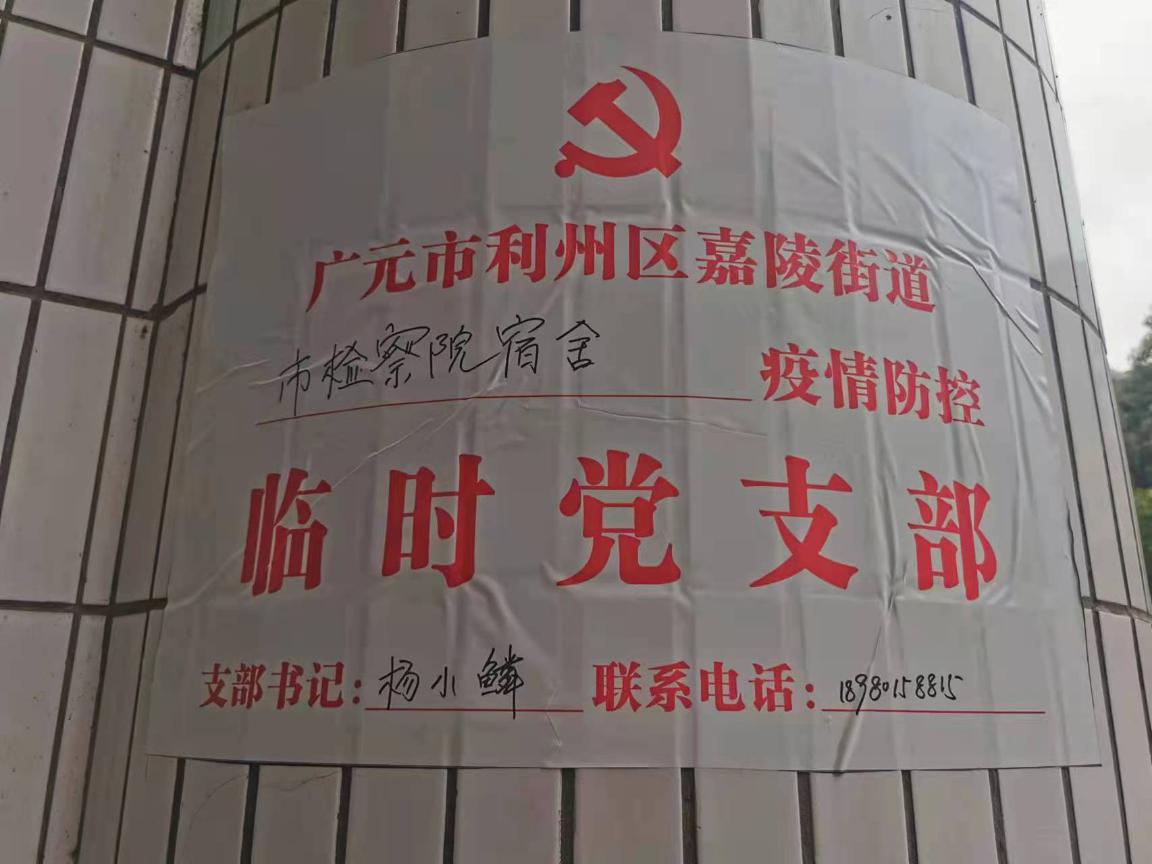 广元市利州区嘉陵街道
市检察院宿舍 疫情防控
临时党支部
支部书记：杨小鳞 联系电话：18980158815